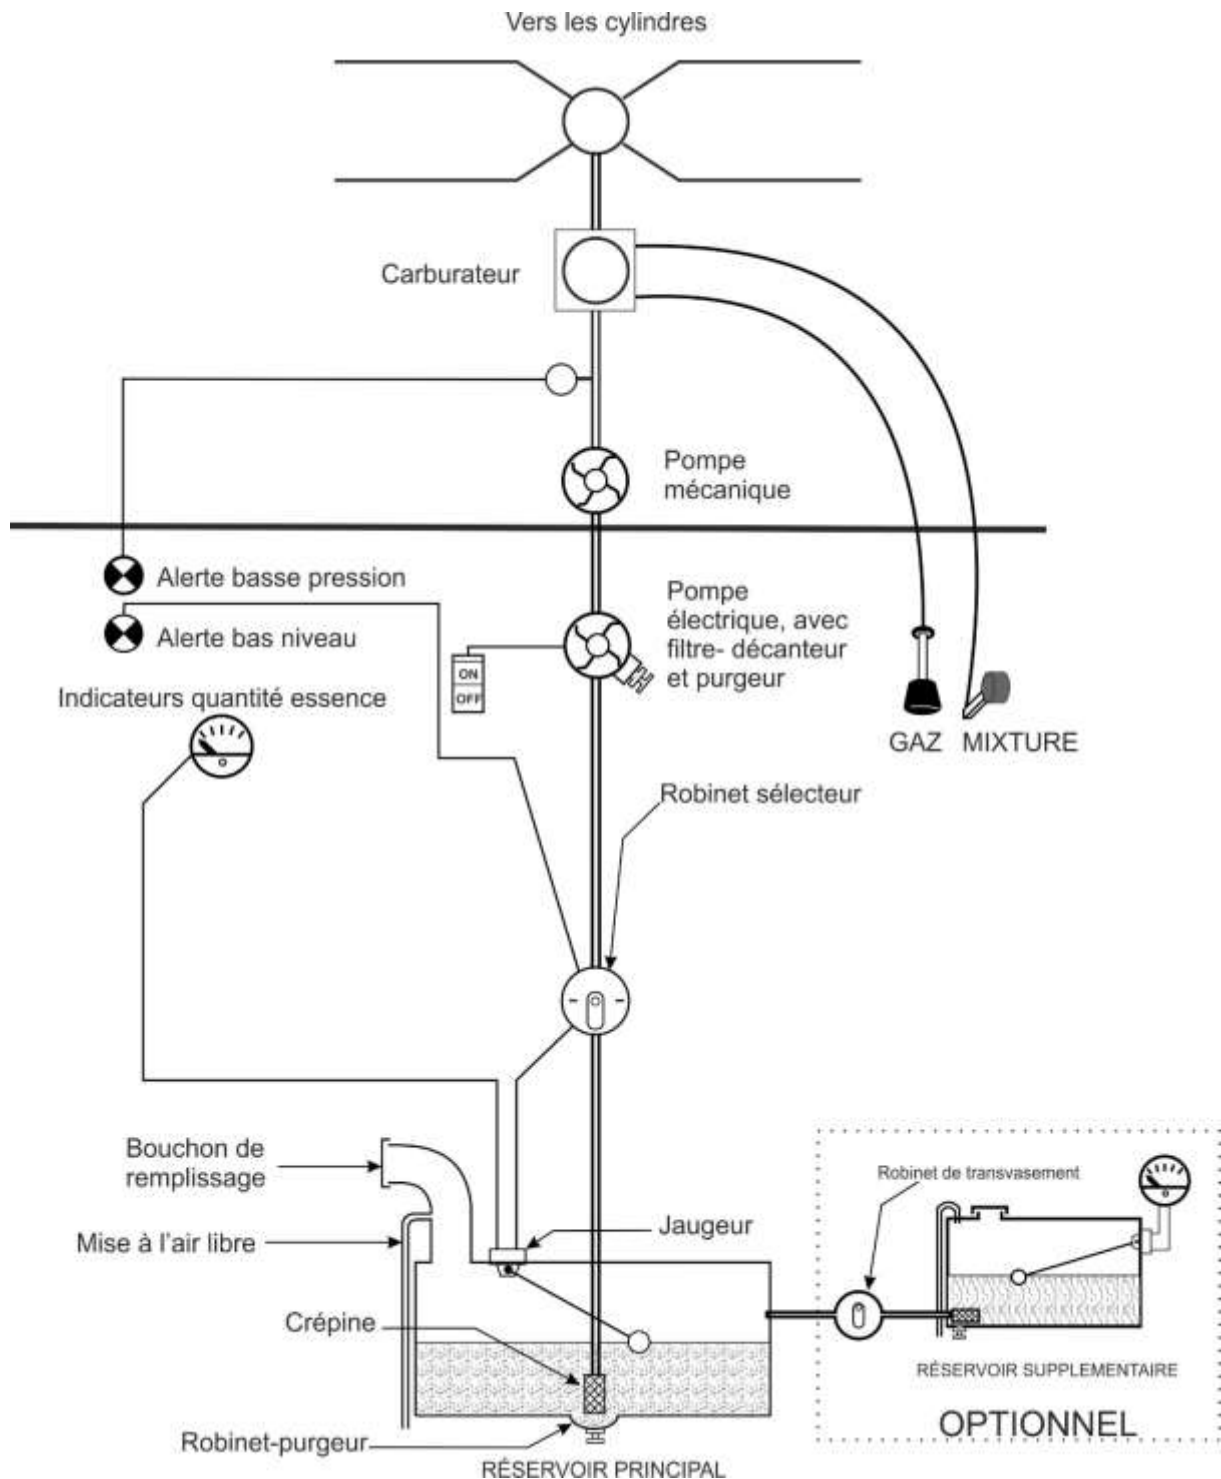 Vers les cylindres
Carburateur
Pompe
mécanique
Alerte basse pression
Alerte bas niveau
Pompe
électrique, avec
filtre- décanteur
et purgeur
ON
OFF
Indicateurs quantité essence
GAZ MIXTURE
Robinet sélecteur
Bouchon de
remplissage
Mise à l'air libre
Jaugeur
Crépine
Robinet-purgeur
RÉSERVOIR PRINCIPAL
Robinet de transvasement
RÉSERVOIR SUPPLEMENTAIRE
OPTIONNEL